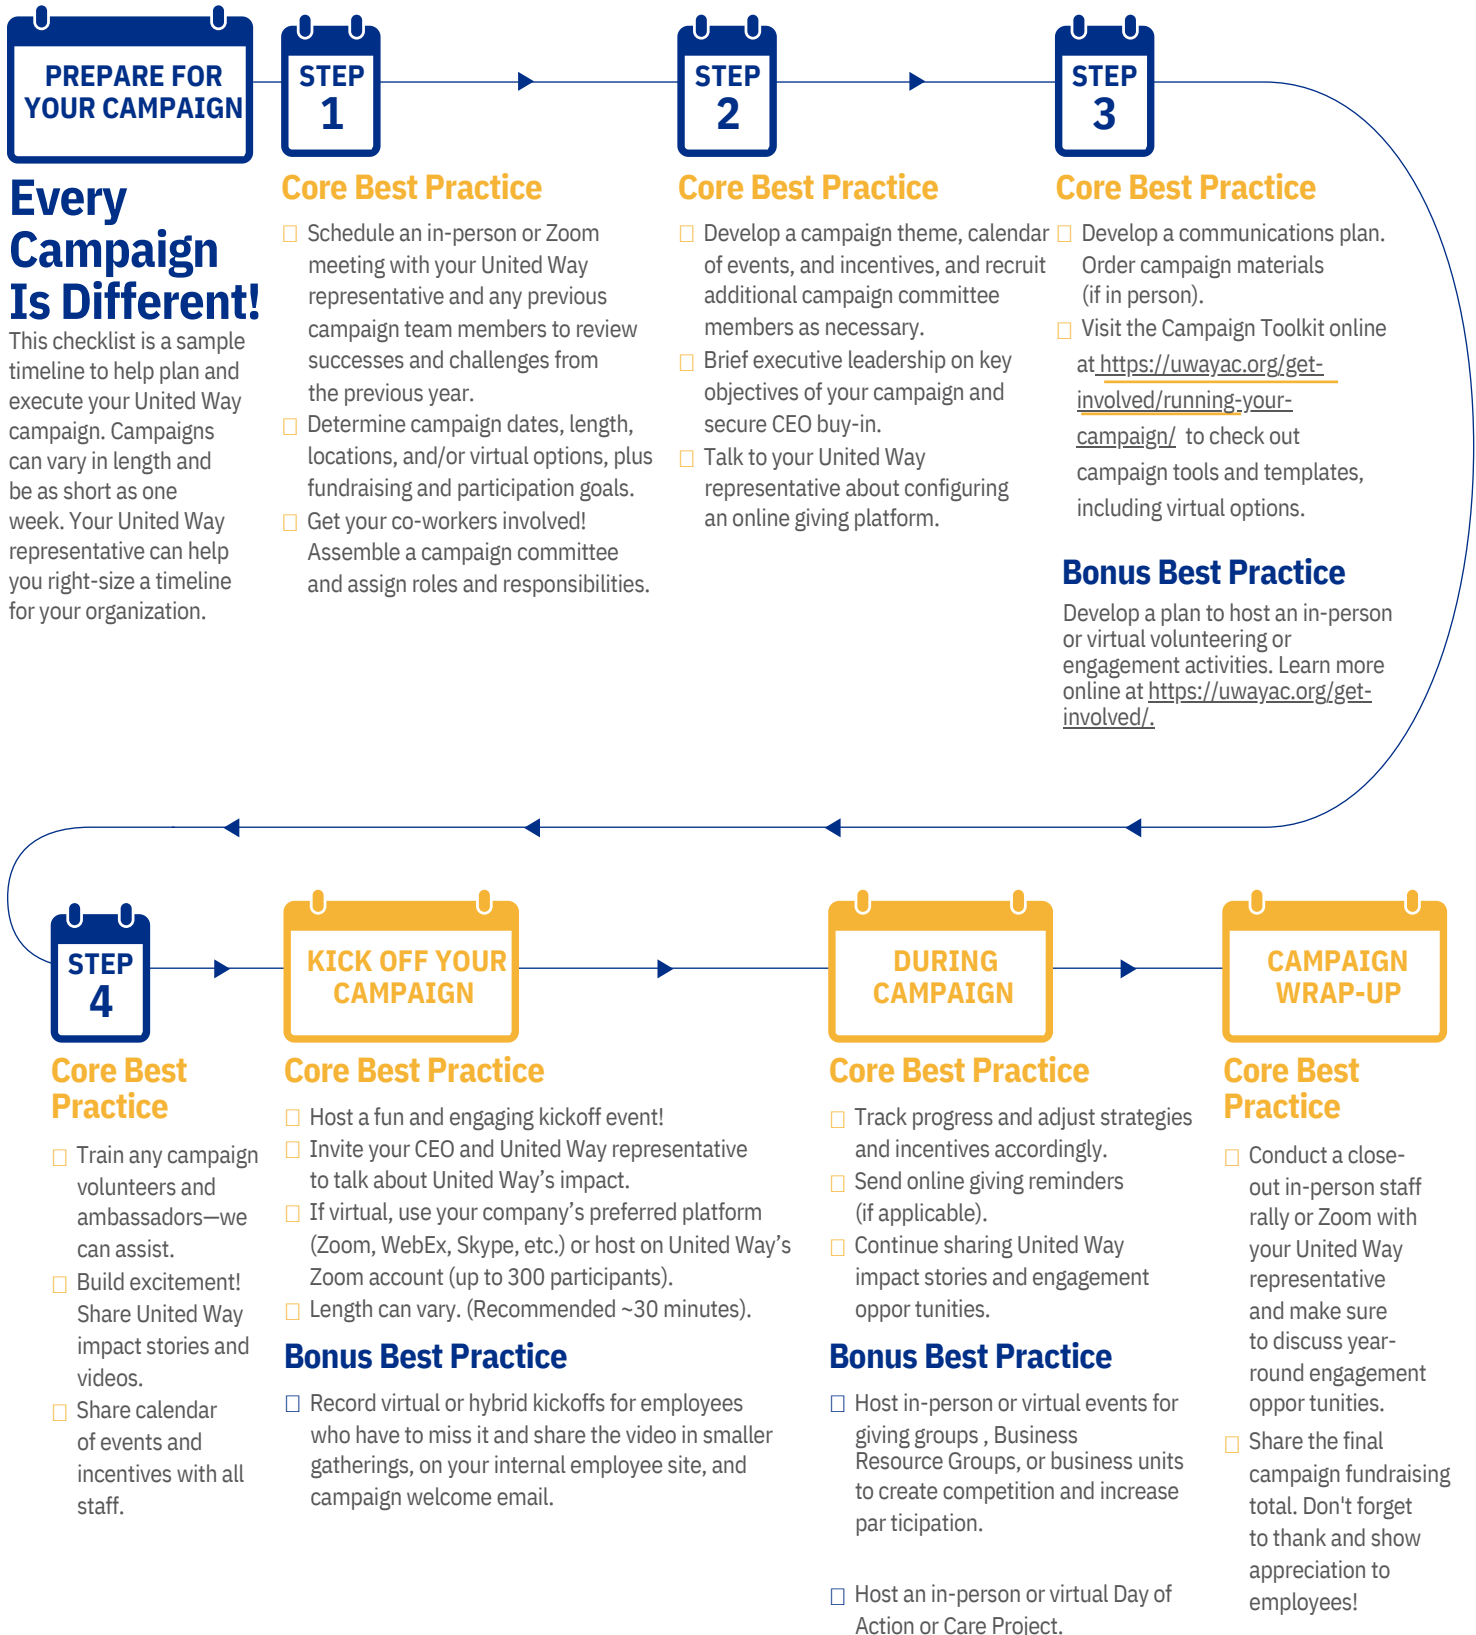 PREPARE FOR
YOUR CAMPAIGN
Every
Campaign
Is Different!
This checklist is a sample
timeline to help plan and
execute your United Way
campaign. Campaigns
can vary in length and
be as short as one
week. Your United Way
representative can help
you right-size a timeline
for your organization.
STEP
1
Core Best Practice
Schedule an in-person or Zoom
meeting with your United Way
representative and any previous
campaign team members to review
successes and challenges from
the previous year.
Determine campaign dates, length,
locations, and/or virtual options, plus
fundraising and participation goals.
Get your co-workers involved!
Assemble a campaign committee
and assign roles and responsibilities.
STEP
2
Core Best Practice
Develop a campaign theme, calendar
of events, and incentives, and recruit
additional campaign committee
members as necessary.
Brief executive leadership on key
objectives of your campaign and
secure CEO buy-in.
Talk to your United Way
representative about configuring
an online giving platform.
STEP
3
Core Best Practice
Develop a communications plan.
Order campaign materials
(if in person).
Visit the Campaign Toolkit online
at https://uwayac.org/get-
involved/running-your-
campaign/ to check out
campaign tools and templates,
including virtual options.
Bonus Best Practice
Develop a plan to host an in-person
or virtual volunteering or
engagement activities. Learn more
online at https://uwayac.org/get-
involved/.
STEP
4
Core Best
Practice
Train any campaign
volunteers and
ambassadors—we
can assist.
Build excitement!
Share United Way
impact stories and
videos.
Share calendar
of events and
incentives with all
staff.
KICK OFF YOUR
CAMPAIGN
Core Best Practice
Host a fun and engaging kickoff event!
Invite your CEO and United Way representative
to talk about United Way’s impact.
If virtual, use your company’s preferred platform
(Zoom, WebEx, Skype, etc.) or host on United Way’s
Zoom account (up to 300 participants).
Length can vary. (Recommended ~30 minutes).
Bonus Best Practice
Record virtual or hybrid kickoffs for employees
who have to miss it and share the video in smaller
gatherings, on your internal employee site, and
campaign welcome email.
DURING
CAMPAIGN
Core Best Practice
Track progress and adjust strategies
and incentives accordingly.
Send online giving reminders
(if applicable).
Continue sharing United Way
impact stories and engagement
oppor tunities.
Bonus Best Practice
Host in-person or virtual events for
giving groups , Business
Resource Groups, or business units
to create competition and increase
par ticipation.
Host an in-person or virtual Day of
Action or Care Project.
CAMPAIGN
WRAP-UP
Core Best
Practice
Conduct a close-
out in-person staff
rally or Zoom with
your United Way
representative
and make sure
to discuss year-
round engagement
oppor tunities.
Share the final
campaign fundraising
total. Don't forget
to thank and show
appreciation to
employees!